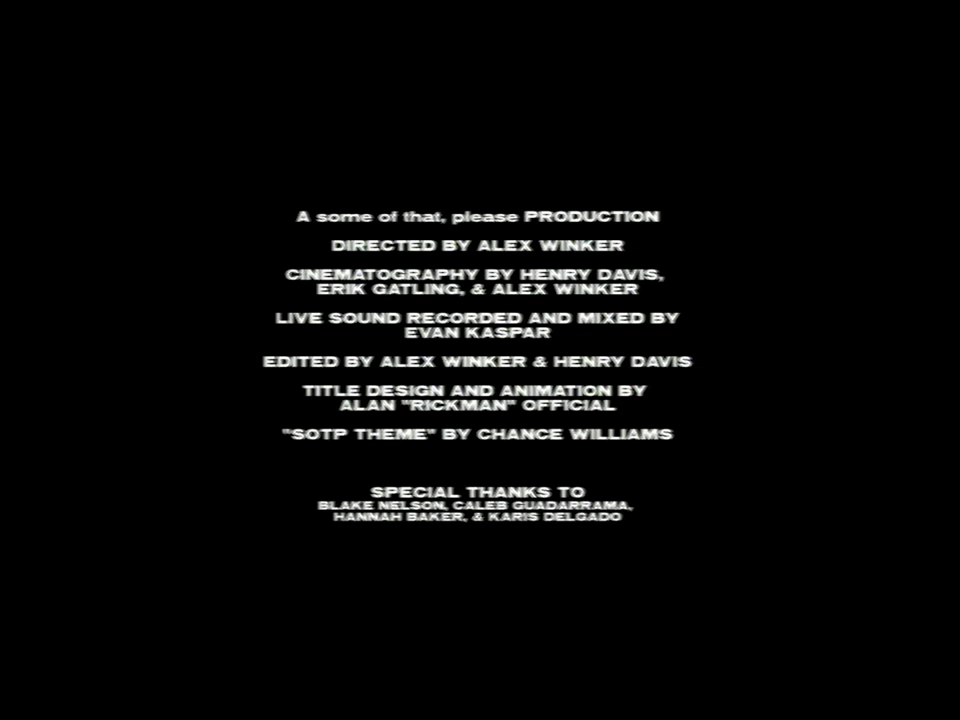 A some of that, please PRODUCTION
DIRECTED BY ALEX WINKER
CINEMATOGRAPHY BY HENRY DAVIS,
ERIK GATLING, & ALEX WINKER
LIVE SOUND RECORDED AND MIXED BY
EVAN KASPAR
EDITED BY ALEX WINKER & HENRY DAVIS
TITLE DESIGN AND ANIMATION BY
ALAN "RICKMAN" OFFICIAL
"SOTP THEME" BY CHANCE WILLIAMS
SPECIAL THANKS TO
BLAKE NELSON, CALEB GUADARRAMA,
HANNAH BAKER, & KARIS DELGADO